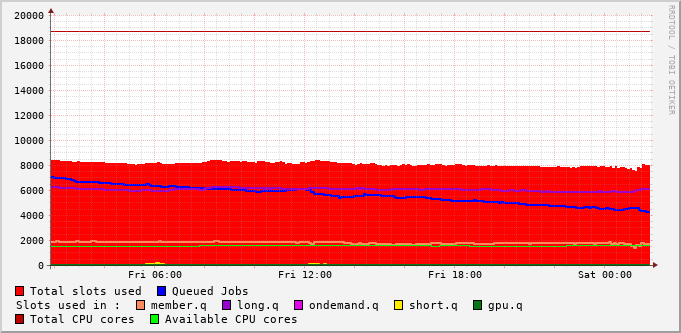 20000
18000
16000
14000
12000
10000
8000
6000
4000
2000
0
Fri 06:00 Fri 12:00 Fri 18:00 Sat 00:00
Total slots used Queued Jobs
Slots used in : member.q long.q ondemand.q short.q gpu.q
Total CPU cores Available CPU cores
RRDTOOL / TOBI OETIKER